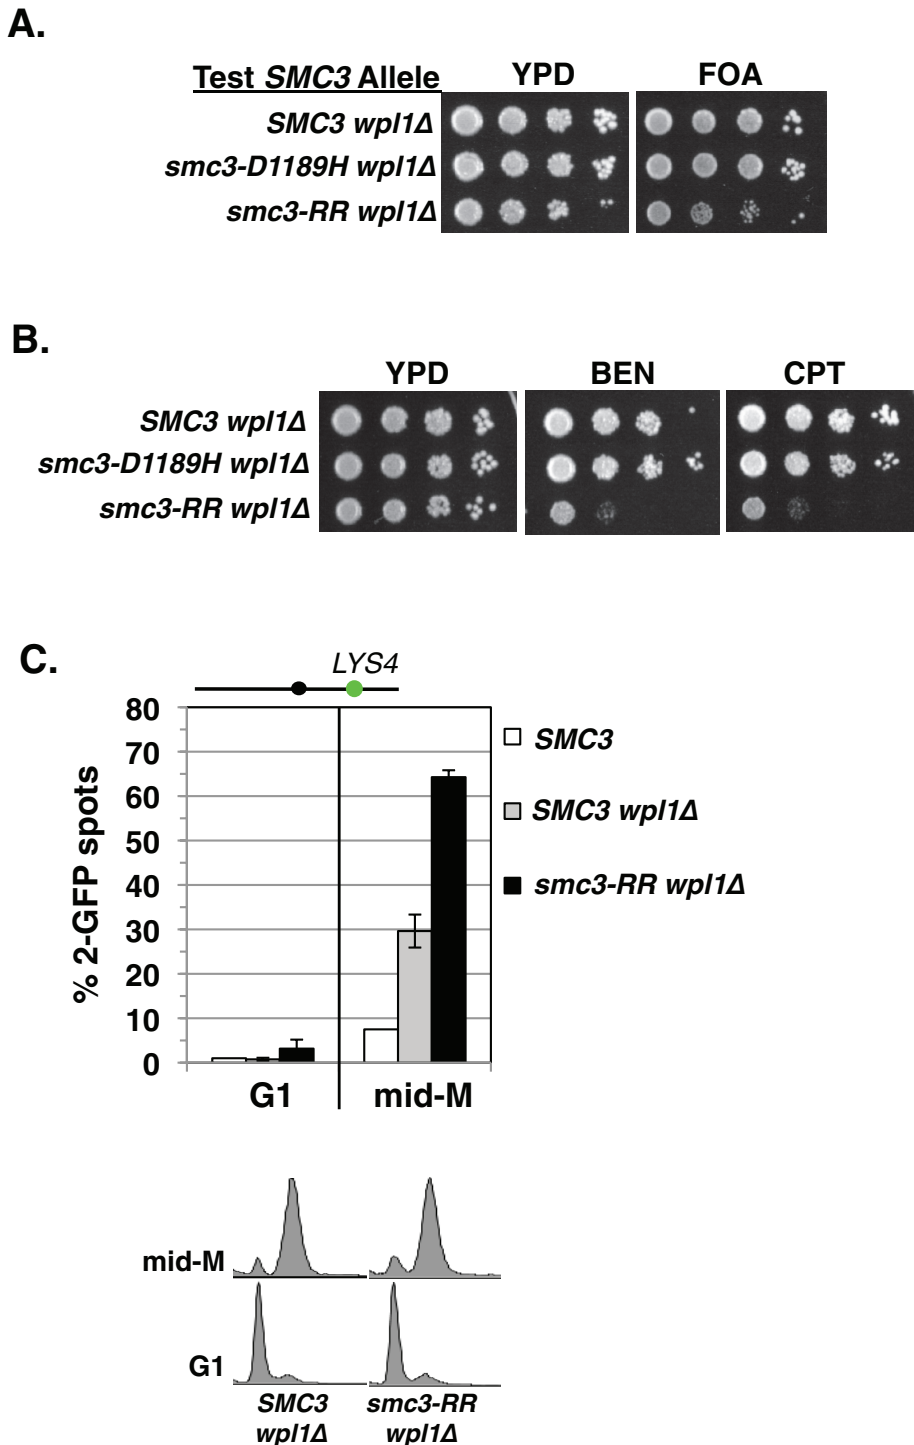 A.
Test SMC3 Allele YPD FOA
SMC3 wpl1Δ
smc3-D1189H wpl1Δ
smc3-RR wpl1Δ
B.
YPD BEN CPT
SMC3 wpl1Δ
smc3-D1189H wpl1Δ
smc3-RR wpl1Δ
C.
LYS4
% 2-GFP spots
80
70
60
50
40
30
20
10
0
G1 mid-M
SMC3
SMC3 wpl1Δ
smc3-RR wpl1Δ
mid-M
G1
SMC3 smc3-RR
wpl1Δ wpl1Δ